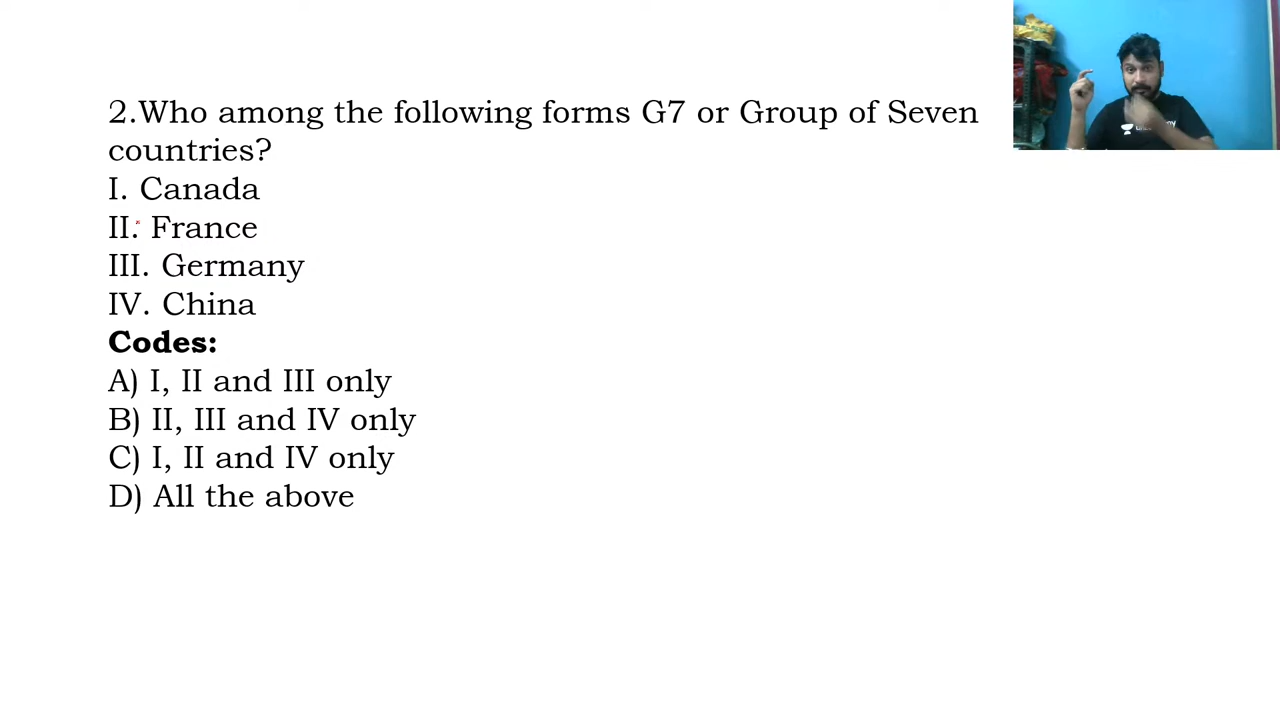 2.Who among the following forms G7 or Group of Seven
countries?
I. Canada
II. France
III. Germany
IV. China
Codes:
A) I, II and III only
B) II, III and IV only
C) I, II and IV only
D) All the above